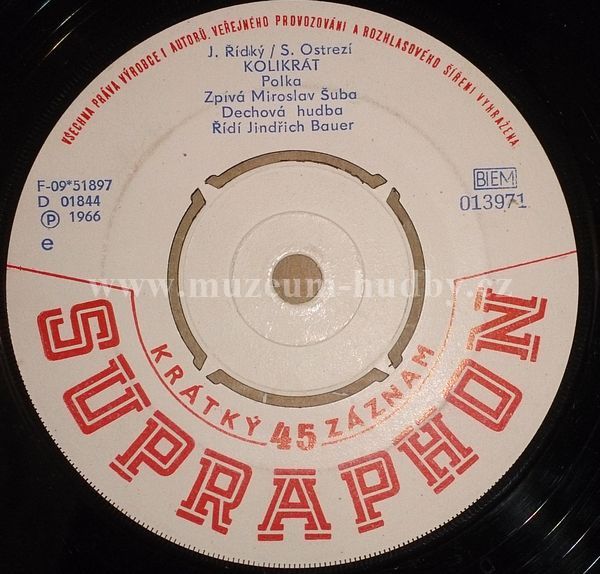 VŠECHNA PRÁVA VÝROBCE I AUTORŮ, VEŘEJNÉHO PROVOZOVÁNÍ A ROZHLASOVÉHO ŠÍŘENÍ VYHRAŽENA.
J. Řídký / S. Ostrezí
KOLIKRÁT
Polka
Zpívá Miroslav Šuba
Dechová hudba
Řídí Jindřich Bauer
F-09*51897
D 01844
Ⓟ 1966
e
BIEM
013971
www.muzeum-hudby.cz
KRÁTKÝ 45 ZÁZNAM
SUPRAPHON